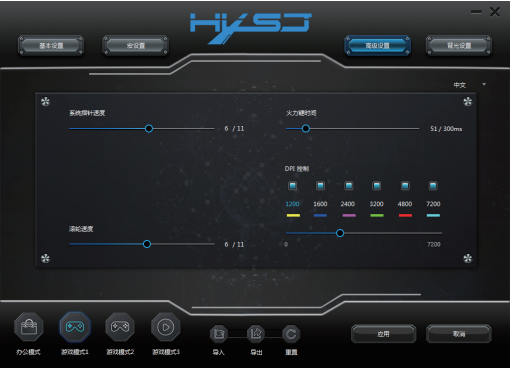 HXSJ
基本设置
宏设置
高级设置
背光设置
中文
系统指针速度
6 / 11
火力键时间
51 / 300ms
DPI 控制
1200 1600 2400 3200 4800 7200
滚轮速度
6 / 11
0 7200
办公模式
游戏模式1
游戏模式2
游戏模式3
导入
导出
重置
应用
取消